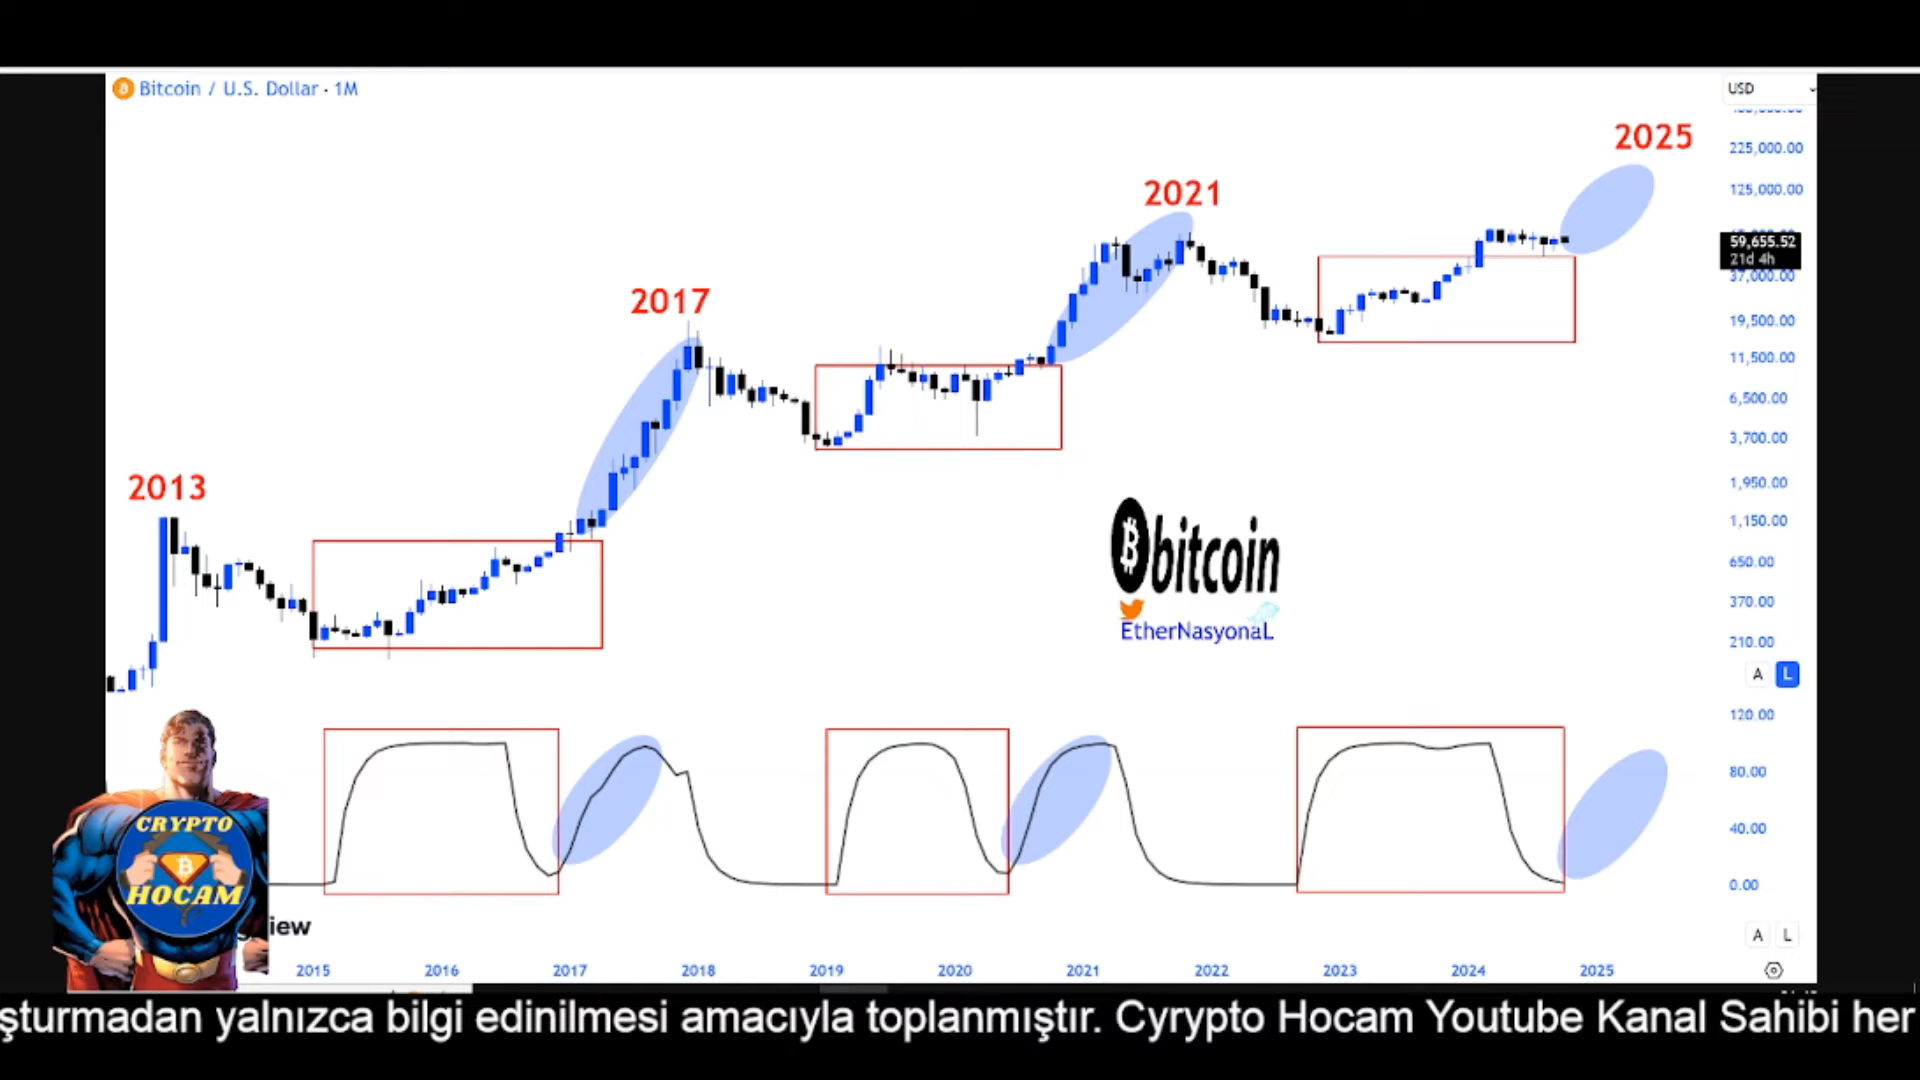 Bitcoin / U.S. Dollar · 1M
USD
2025
225,000.00
2021
125,000.00
59,655.52
21d 4h
37,000.00
2017
19,500.00
11,500.00
6,500.00
3,700.00
2013
1,950.00
1,150.00
bitcoin
650.00
370.00
EtherNasyonaL
210.00
A L
120.00
80.00
CRYPTO
40.00
HOCAM
0.00
iew
A L
2015 2016 2017 2018 2019 2020 2021 2022 2023 2024 2025
şturmadan yalnızca bilgi edinilmesi amacıyla toplanmıştır. Cyrypto Hocam Youtube Kanal Sahibi her